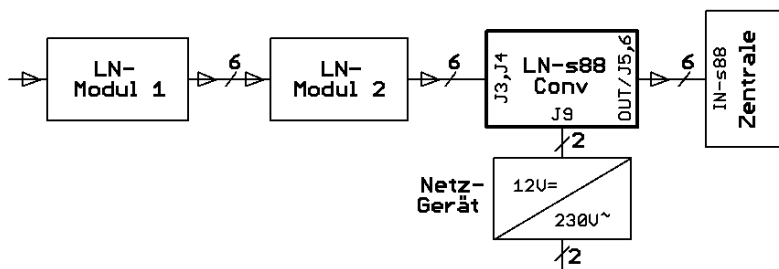 LN-
Modul 1
6
LN-
Modul 2
6
J3,J4
LN-s88
Conv
J9
OUT/J5,6
6
IN-s88
Zentrale
2
Netz-
Gerät
12V=
230V~
2